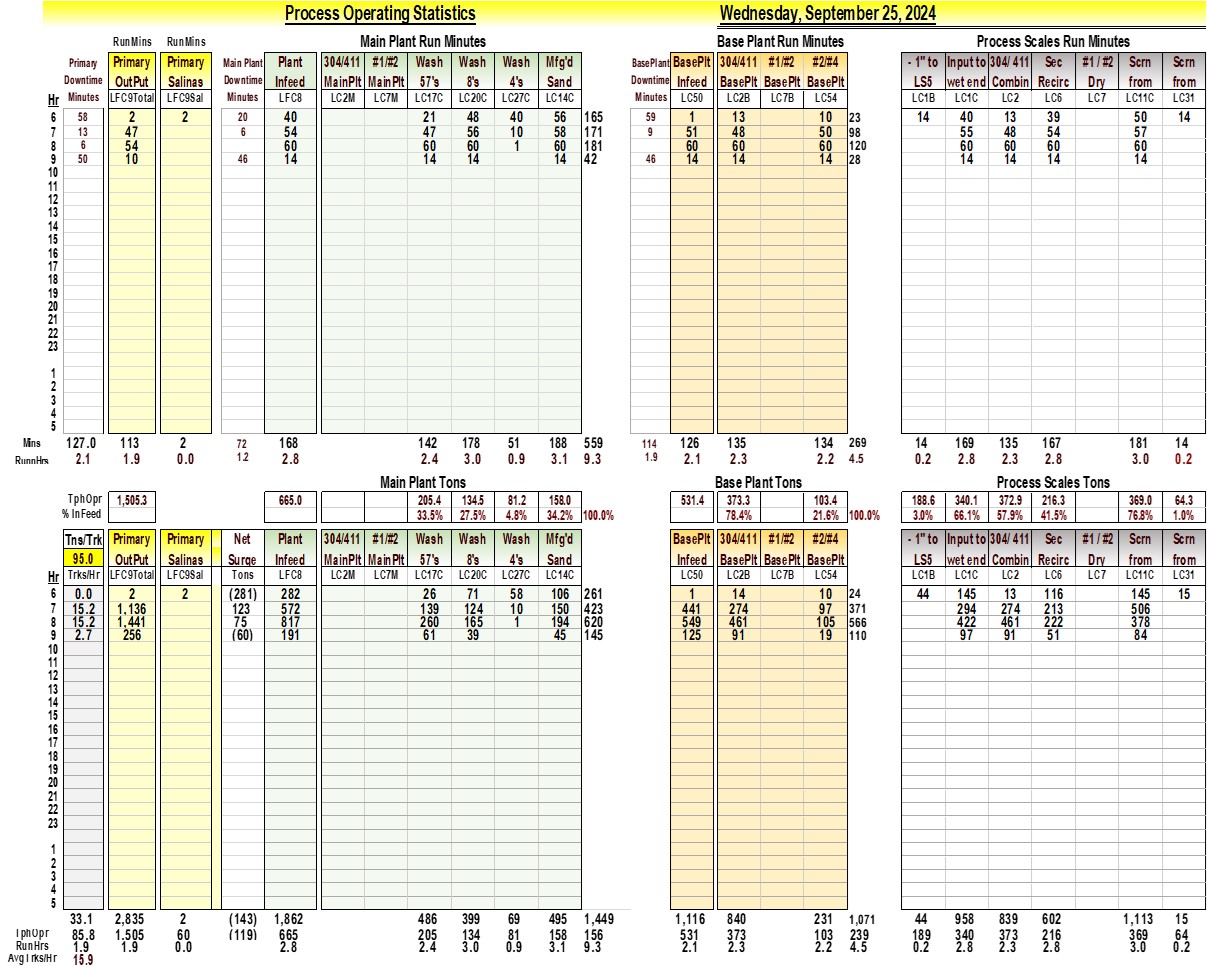 Process Operating Statistics Wednesday, September 25, 2024
RunMins RunMins Main Plant Run Minutes Base Plant Run Minutes Process Scales Run Minutes
Primary Primary Primary Main Plant Plant 304/411 #1/#2 Wash Wash Wash Mfg'd BasePlant BasePlt 304/411 #1/#2 #2/#4 - 1" to Input to 304/ 411 Sec #1 / #2 Scrn Scrn
Downtime OutPut Salinas Downtime Infeed MainPlt MainPlt 57's 8's 4's Sand Downtime Infeed BasePlt BasePlt BasePlt LS5 wet end Combin Recirc Dry from from
Hr Minutes LFC9Total LFC9Sal Minutes LFC8 LC2M LC7M LC17C LC20C LC27C LC14C Minutes LC50 LC2B LC7B LC54 LC1B LC1C LC2 LC6 LC7 LC11C LC31
6 58 2 2 20 40 21 48 40 56 165 59 1 13 10 23 14 40 13 39 50 14
7 13 47 6 54 47 56 10 58 171 9 51 48 50 98 55 48 54 57
8 6 54 60 60 60 1 60 181 60 60 60 120 60 60 60 60
9 50 10 46 14 14 14 14 42 46 14 14 14 28 14 14 14 14
10
11
12
13
14
15
16
17
18
19
20
21
22
23
1
2
3
4
5
Mins 127.0 113 2 72 168 142 178 51 188 559 114 126 135 134 269 14 169 135 167 181 14
RunnHrs 2.1 1.9 0.0 1.2 2.8 2.4 3.0 0.9 3.1 9.3 1.9 2.1 2.3 2.2 4.5 0.2 2.8 2.3 2.8 3.0 0.2
Main Plant Tons Base Plant Tons Process Scales Tons
TphOpr 1,505.3 665.0 205.4 134.5 81.2 158.0 531.4 373.3 103.4 188.6 340.1 372.9 216.3 369.0 64.3
% InFeed 33.5% 27.5% 4.8% 34.2% 100.0% 78.4% 21.6% 100.0% 3.0% 66.1% 57.9% 41.5% 76.8% 1.0%
Tns/Trk Primary Primary Net Plant 304/411 #1/#2 Wash Wash Wash Mfg'd BasePlt 304/411 #1/#2 #2/#4 - 1" to Input to 304/ 411 Sec #1 / #2 Scrn Scrn
95.0 OutPut Salinas Surge Infeed MainPlt MainPlt 57's 8's 4's Sand Infeed BasePlt BasePlt BasePlt LS5 wet end Combin Recirc Dry from from
Hr Trks/Hr LFC9Total LFC9Sal Tons LFC8 LC2M LC7M LC17C LC20C LC27C LC14C LC50 LC2B LC7B LC54 LC1B LC1C LC2 LC6 LC7 LC11C LC31
6 0.0 2 2 (281) 282 26 71 58 106 261 1 14 10 24 44 145 13 116 145 15
7 15.2 1,136 123 572 139 124 10 150 423 441 274 97 371 294 274 213 506
8 15.2 1,441 75 817 260 165 1 194 620 549 461 105 566 422 461 222 378
9 2.7 256 (60) 191 61 39 45 145 125 91 19 110 97 91 51 84
10
11
12
13
14
15
16
17
18
19
20
21
22
23
1
2
3
4
5
33.1 2,835 2 (143) 1,862 486 399 69 495 1,449 1,116 840 231 1,071 44 958 839 602 1,113 15
TphOpr 85.8 1,505 60 (119) 665 205 134 81 158 156 531 373 103 239 189 340 373 216 369 64
RunHrs 1.9 1.9 0.0 2.8 2.4 3.0 0.9 3.1 9.3 2.1 2.3 2.2 4.5 0.2 2.8 2.3 2.8 3.0 0.2
AvgTrks/Hr 15.9